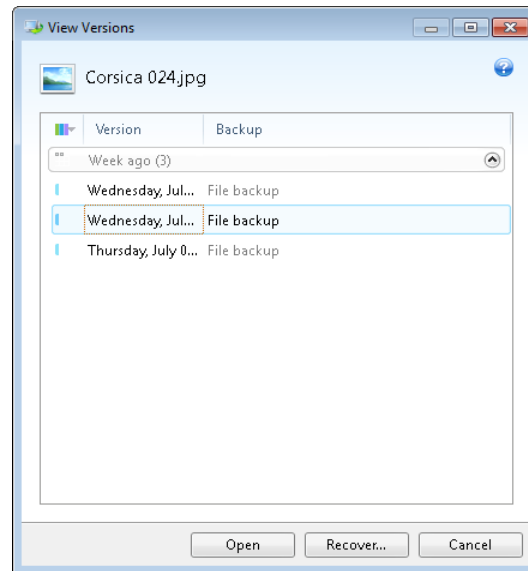 View Versions
Corsica 024.jpg
Version Backup
Week ago (3)
Wednesday, Jul... File backup
Wednesday, Jul... File backup
Thursday, July 0... File backup
Open Recover... Cancel